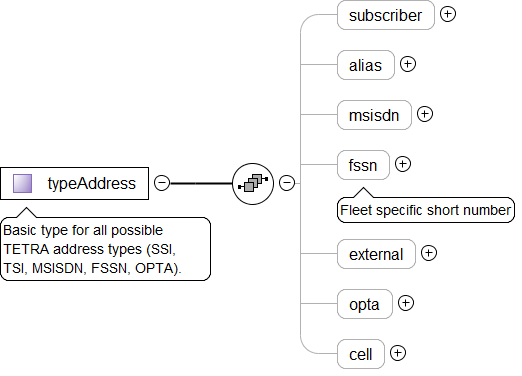 subscriber
alias
msisdn
fssn
Fleet specific short number
typeAddress
Basic type for all possible
TETRA address types (SSI,
TSI, MSISDN, FSSN, OPTA).
external
opta
cell